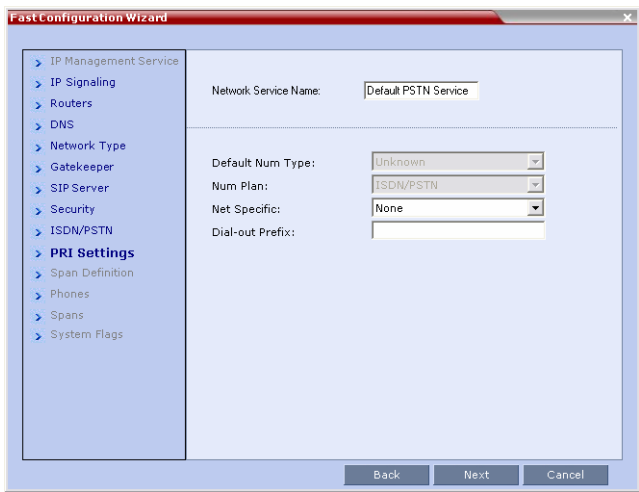 Fast Configuration Wizard
IP Management Service
IP Signaling
Routers
DNS
Network Type
Gatekeeper
SIP Server
Security
ISDN/PSTN
PRI Settings
Span Definition
Phones
Spans
System Flags
Network Service Name: Default PSTN Service
Default Num Type: Unknown
Num Plan: ISDN/PSTN
Net Specific: None
Dial-out Prefix:
Back Next Cancel